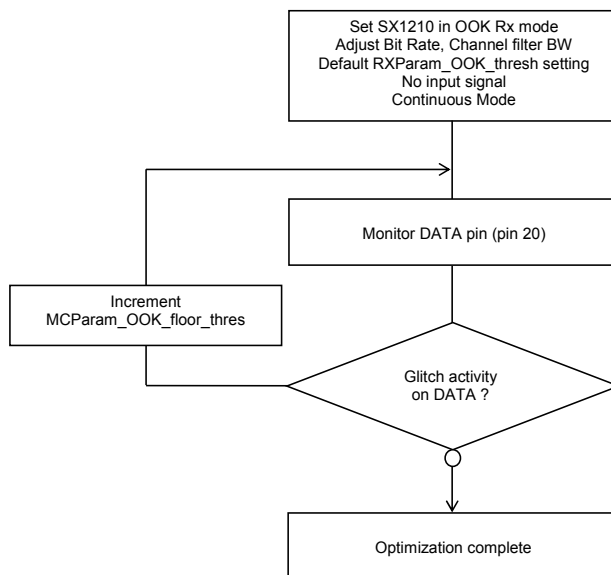 Set SX1210 in OOK Rx mode
Adjust Bit Rate, Channel filter BW
Default RXParam_OOK_thresh setting
No input signal
Continuous Mode
Monitor DATA pin (pin 20)
Increment
MCParam_OOK_floor_thres
Glitch activity
on DATA ?
Optimization complete